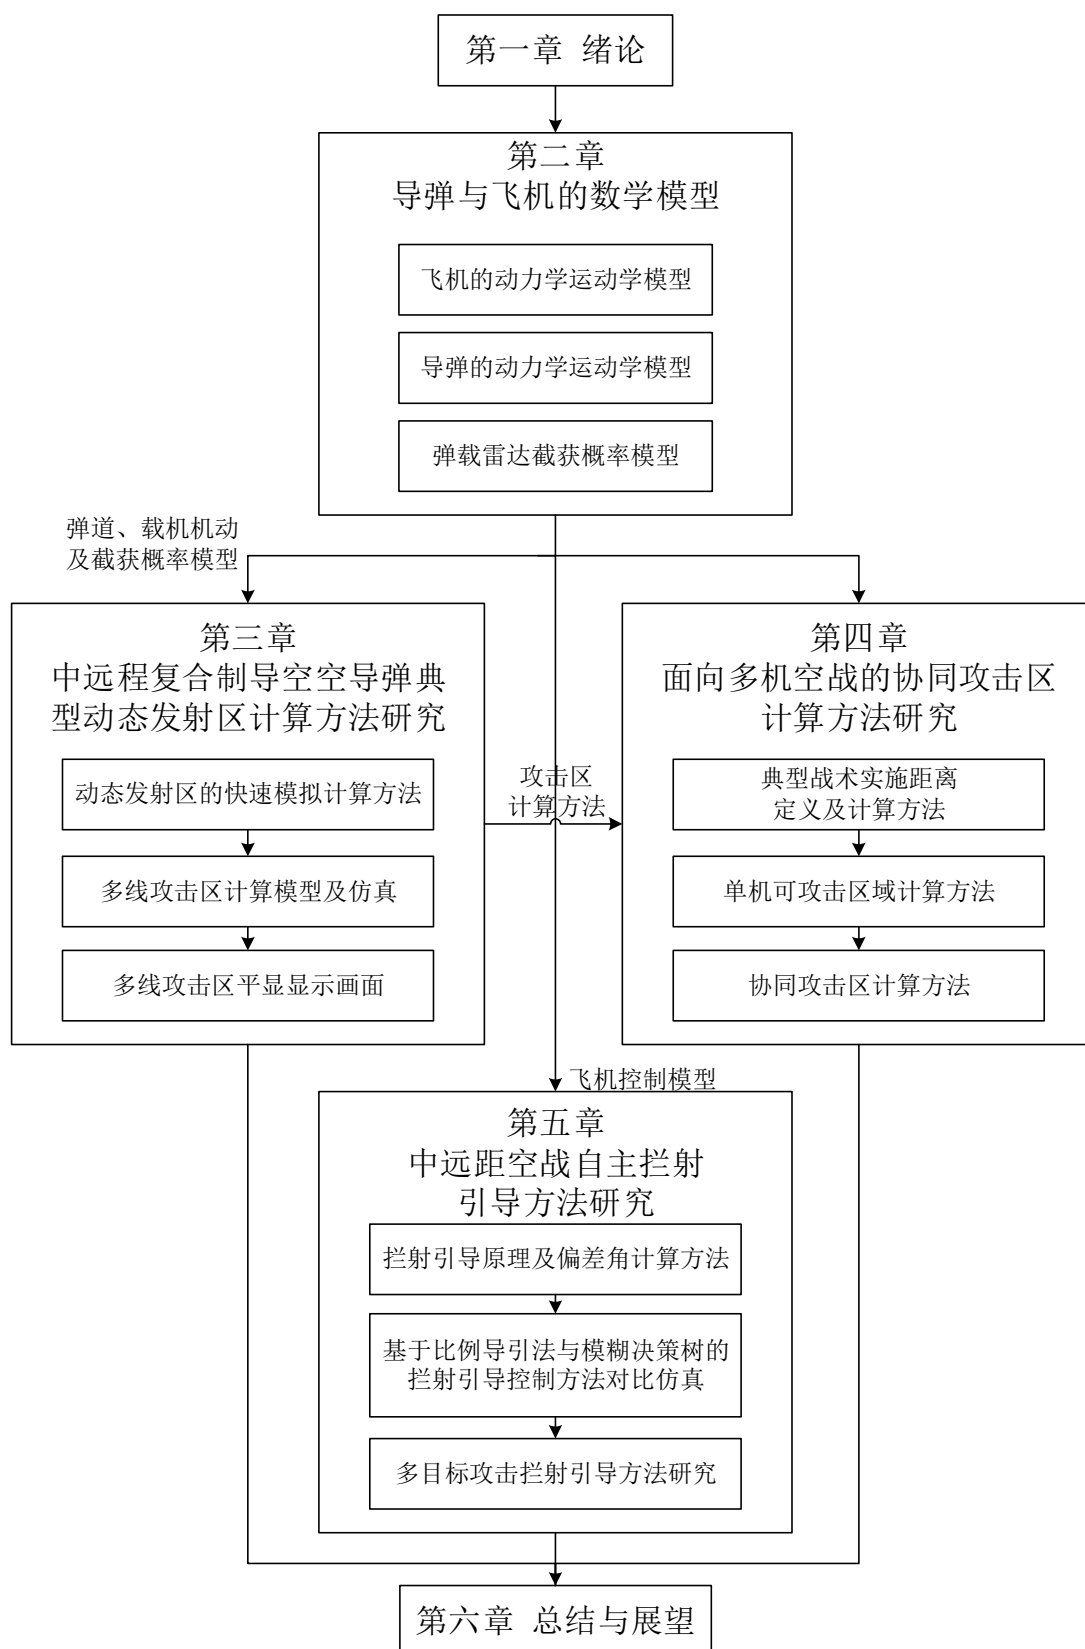 第一章 绪论
第二章
导弹与飞机的数学模型
飞机的动力学运动学模型
导弹的动力学运动学模型
弹载雷达截获概率模型
弹道、载机机动
及截获概率模型
第三章
中远程复合制导空空导弹典
型动态发射区计算方法研究
动态发射区的快速模拟计算方法
多线攻击区计算模型及仿真
多线攻击区平显显示画面
攻击区
计算方法
第四章
面向多机空战的协同攻击区
计算方法研究
典型战术实施距离
定义及计算方法
单机可攻击区域计算方法
协同攻击区计算方法
飞机控制模型
第五章
中远距空战自主拦射
引导方法研究
拦射引导原理及偏差角计算方法
基于比例导引法与模糊决策树的
拦射引导控制方法对比仿真
多目标攻击拦射引导方法研究
第六章 总结与展望